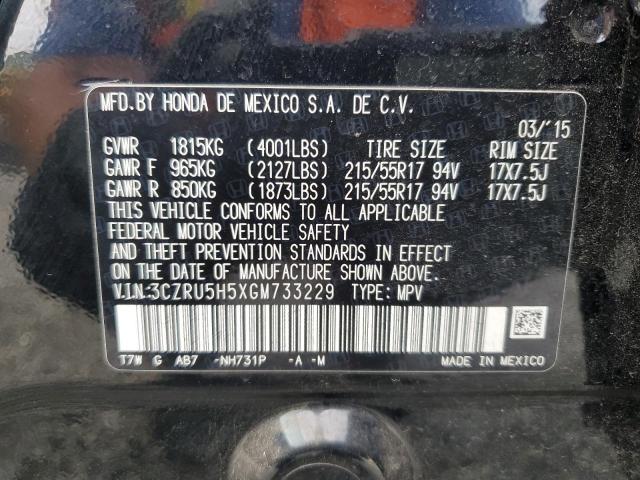 MFD.BY HONDA DE MEXICO S.A. DE C.V.
03/'15
GVWR 1815KG (4001LBS) TIRE SIZE RIM SIZE
GAWR F 965KG (2127LBS) 215/55R17 94V 17X7.5J
GAWR R 850KG (1873LBS) 215/55R17 94V 17X7.5J
THIS VEHICLE CONFORMS TO ALL APPLICABLE
FEDERAL MOTOR VEHICLE SAFETY
AND THEFT PREVENTION STANDARDS IN EFFECT
ON THE DATE OF MANUFACTURE SHOWN ABOVE.
V.I.N:3CZRU5H5XGM733229 TYPE: MPV
T7W G AB7 -NH731P -A -M MADE IN MEXICO